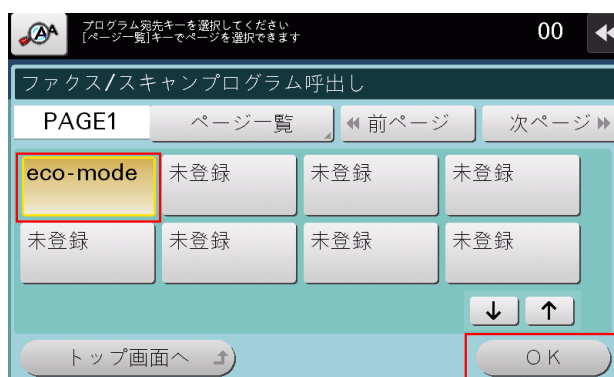 プログラム宛先キーを選択してください
[ページ一覧]キーでページを選択できます
00
ファクス/スキャンプログラム呼出し
PAGE1 ページ一覧 前ページ 次ページ
eco-mode 未登録 未登録 未登録
未登録 未登録 未登録 未登録
↓ ↑
トップ画面へ OK